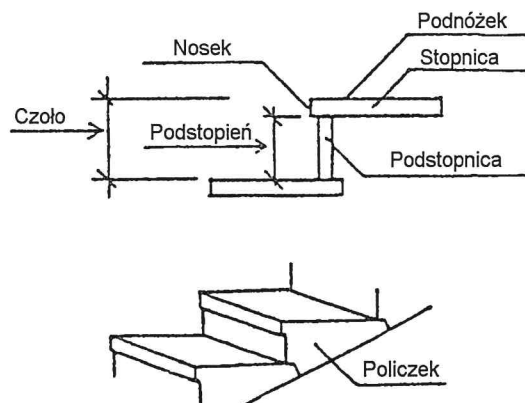 Podnóżek
Nosek
Stopnica
Czoło
Podstopień
Podstopnica
Policzek